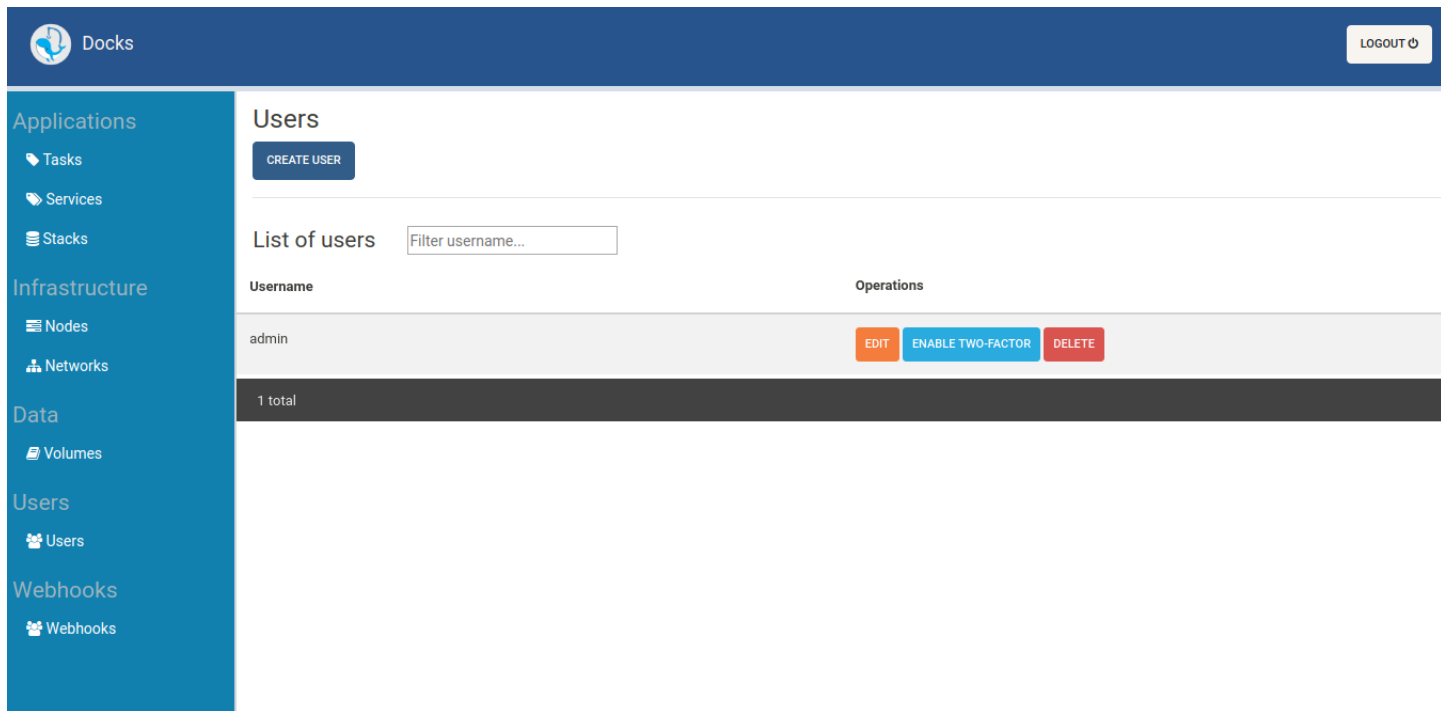 Docks
LOGOUT
Applications
Tasks
Services
Stacks
Infrastructure
Nodes
Networks
Data
Volumes
Users
Users
Webhooks
Webhooks
Users
CREATE USER
List of users Filter username...
Username Operations
admin EDIT ENABLE TWO-FACTOR DELETE
1 total